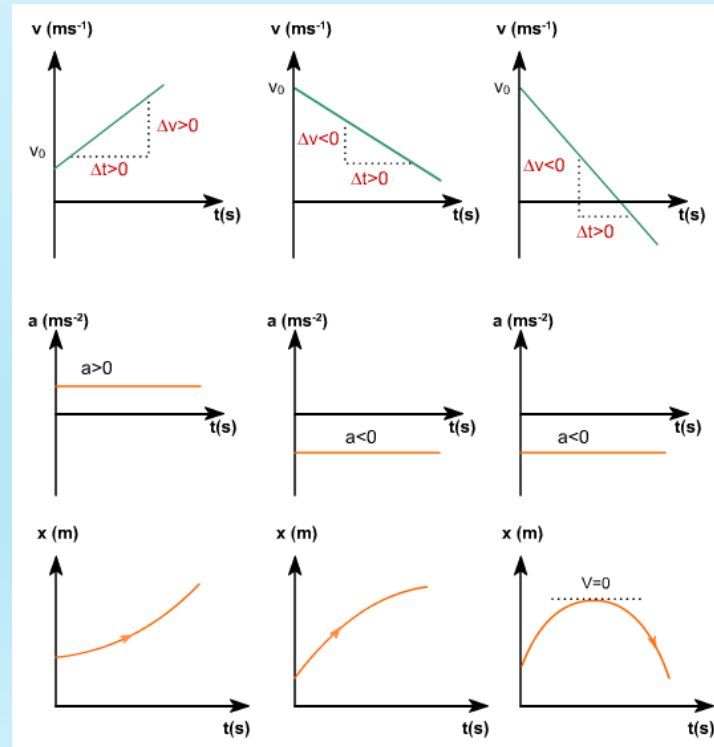 v (ms⁻¹)
v₀
Δv>0
Δt>0
t(s)
v (ms⁻¹)
v₀
Δv<0
Δt>0
t(s)
v (ms⁻¹)
v₀
Δv<0
Δt>0
t(s)
a (ms⁻²)
a>0
t(s)
a (ms⁻²)
a<0
t(s)
a (ms⁻²)
a<0
t(s)
x (m)
t(s)
x (m)
t(s)
x (m)
V=0
t(s)